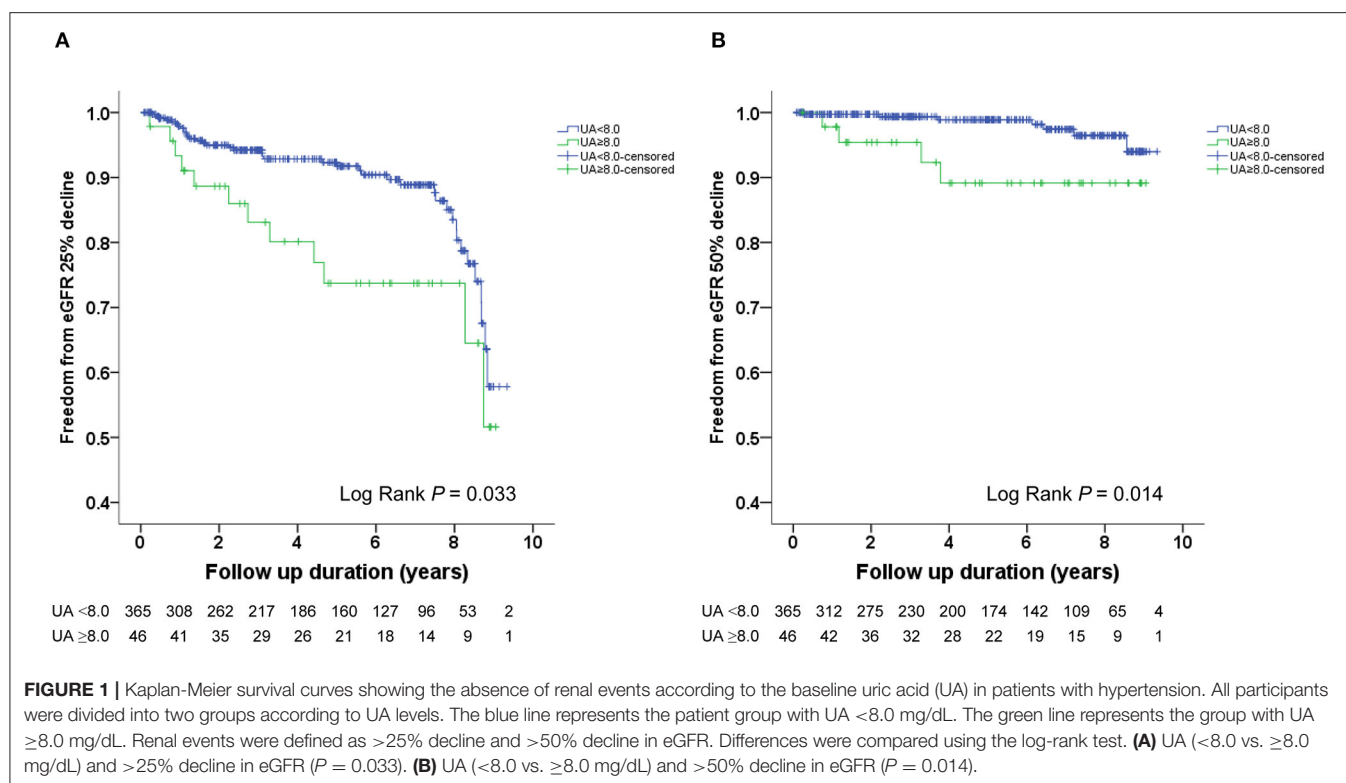 A
B
1.0
0.9
0.8
0.7
0.6
0.5
0.4
Freedom from eGFR 25% decline
UA<8.0
UA≥8.0
UA<8.0-censored
UA≥8.0-censored
Log Rank P = 0.033
0 2 4 6 8 10
Follow up duration (years)
UA <8.0 365 308 262 217 186 160 127 96 53 2
UA ≥8.0 46 41 35 29 26 21 18 14 9 1
1.0
0.9
0.8
0.7
0.6
0.5
0.4
Freedom from eGFR 50% decline
UA<8.0
UA≥8.0
UA<8.0-censored
UA≥8.0-censored
Log Rank P = 0.014
0 2 4 6 8 10
Follow up duration (years)
UA <8.0 365 312 275 230 200 174 142 109 65 4
UA ≥8.0 46 42 36 32 28 22 19 15 9 1
FIGURE 1 | Kaplan-Meier survival curves showing the absence of renal events according to the baseline uric acid (UA) in patients with hypertension. All participants
were divided into two groups according to UA levels. The blue line represents the patient group with UA <8.0 mg/dL. The green line represents the group with UA
≥8.0 mg/dL. Renal events were defined as >25% decline and >50% decline in eGFR. Differences were compared using the log-rank test. (A) UA (<8.0 vs. ≥8.0
mg/dL) and >25% decline in eGFR (P = 0.033). (B) UA (<8.0 vs. ≥8.0 mg/dL) and >50% decline in eGFR (P = 0.014).